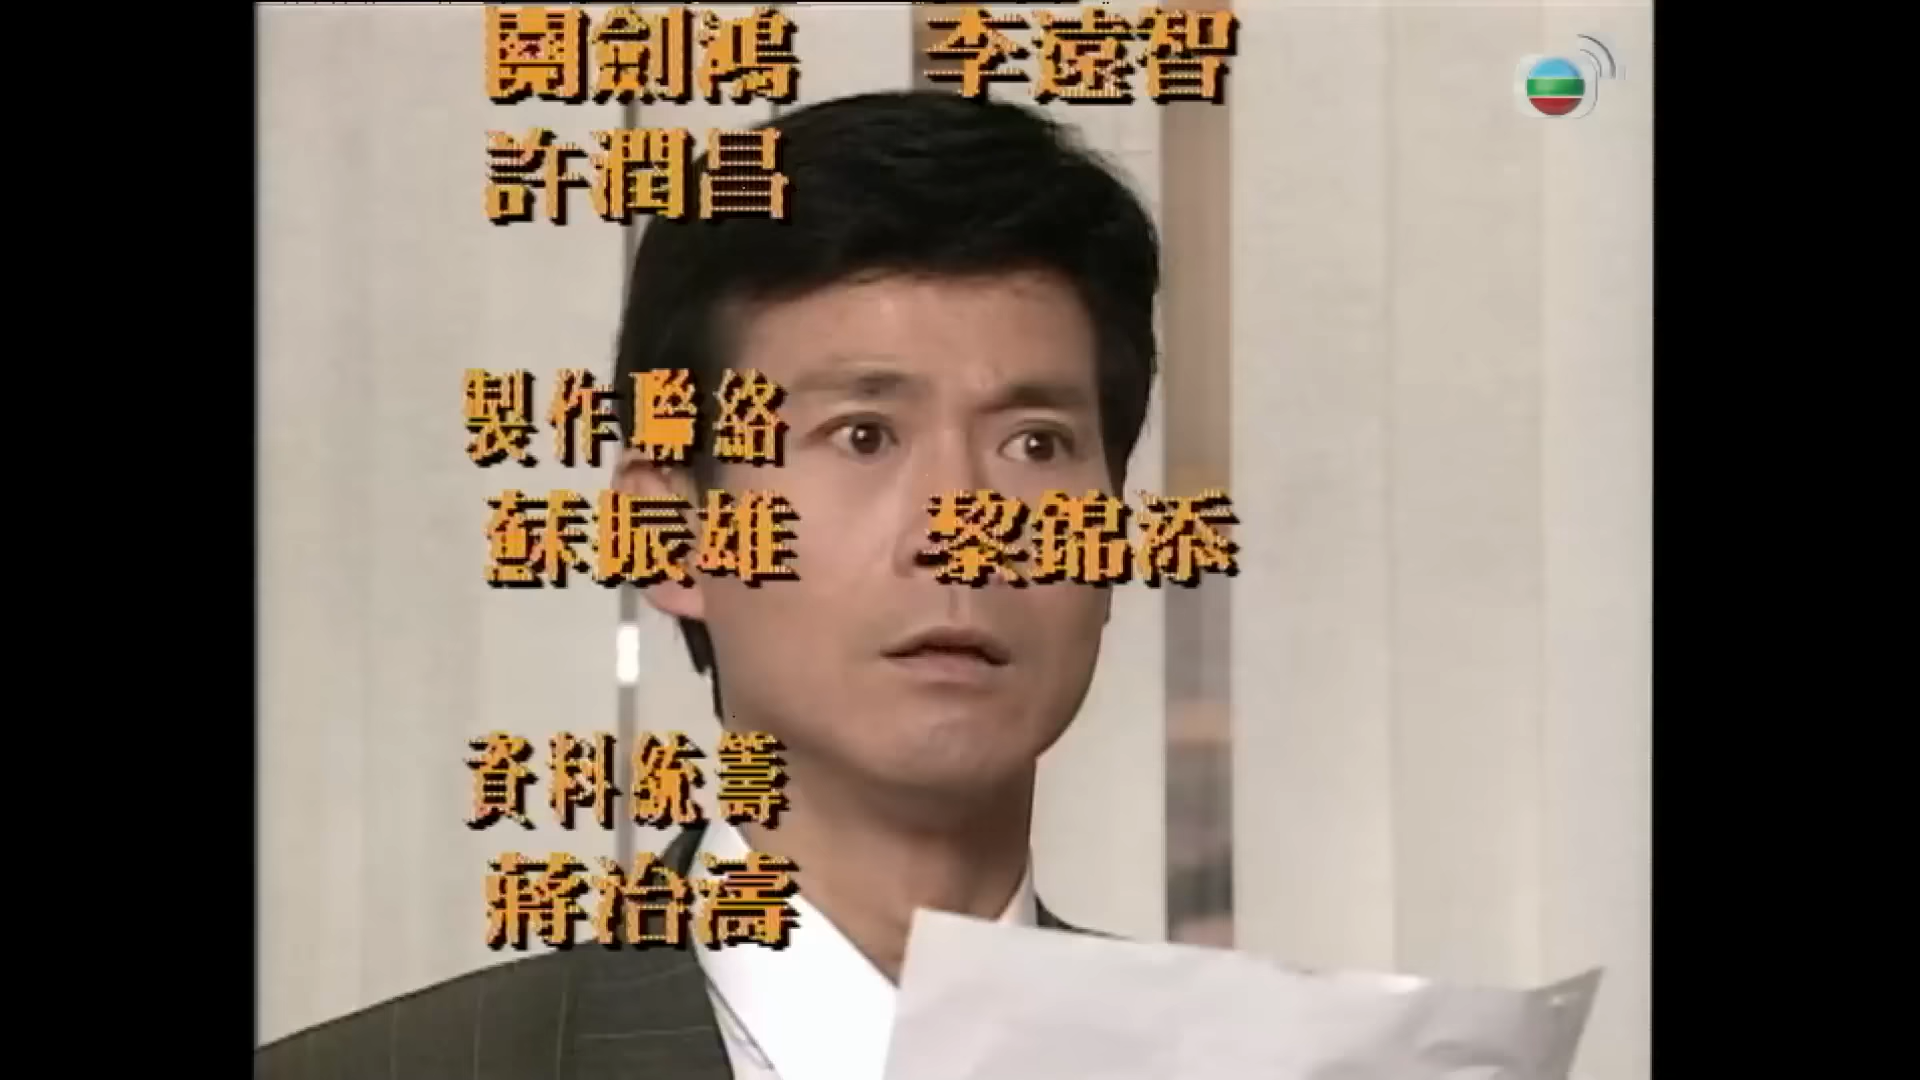 關劍鴻 李遠智
許潤昌
製作聯絡
蘇振雄 黎錦添
資料統籌
蔣治濤